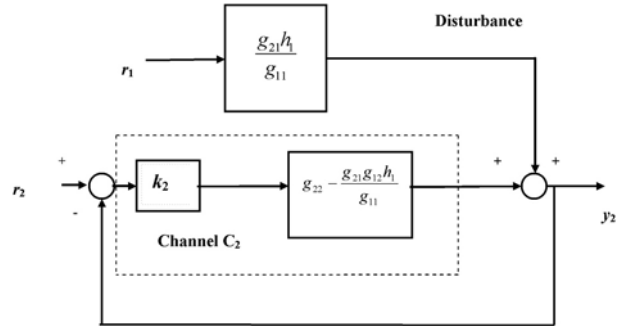 Disturbance
g₂₁h₁
g₁₁
r₁
+
r₂
-
k₂
g₂₂ − g₂₁g₁₂h₁
g₁₁
+
+
Channel C₂
y₂